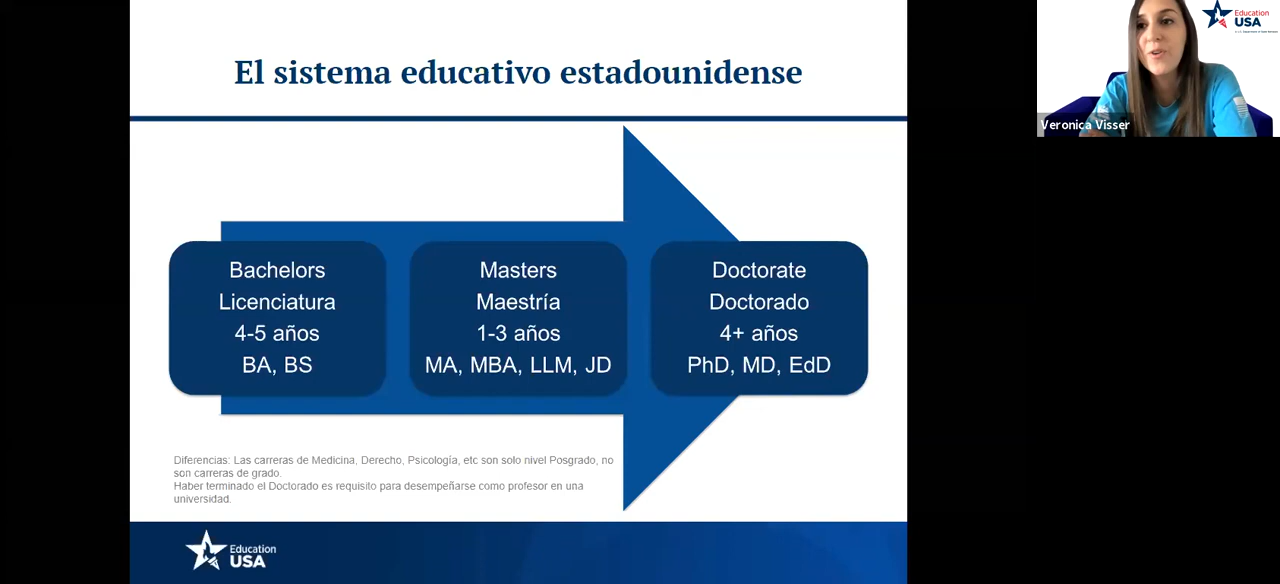 El sistema educativo estadounidense
Bachelors
Licenciatura
4-5 años
BA, BS
Masters
Maestría
1-3 años
MA, MBA, LLM, JD
Doctorate
Doctorado
4+ años
PhD, MD, EdD
Diferencias: Las carreras de Medicina, Derecho, Psicología, etc son solo nivel Posgrado, no
son carreras de grado.
Haber terminado el Doctorado es requisito para desempeñarse como profesor en una
universidad.
Education
USA
Education
USA
Veronica Visser